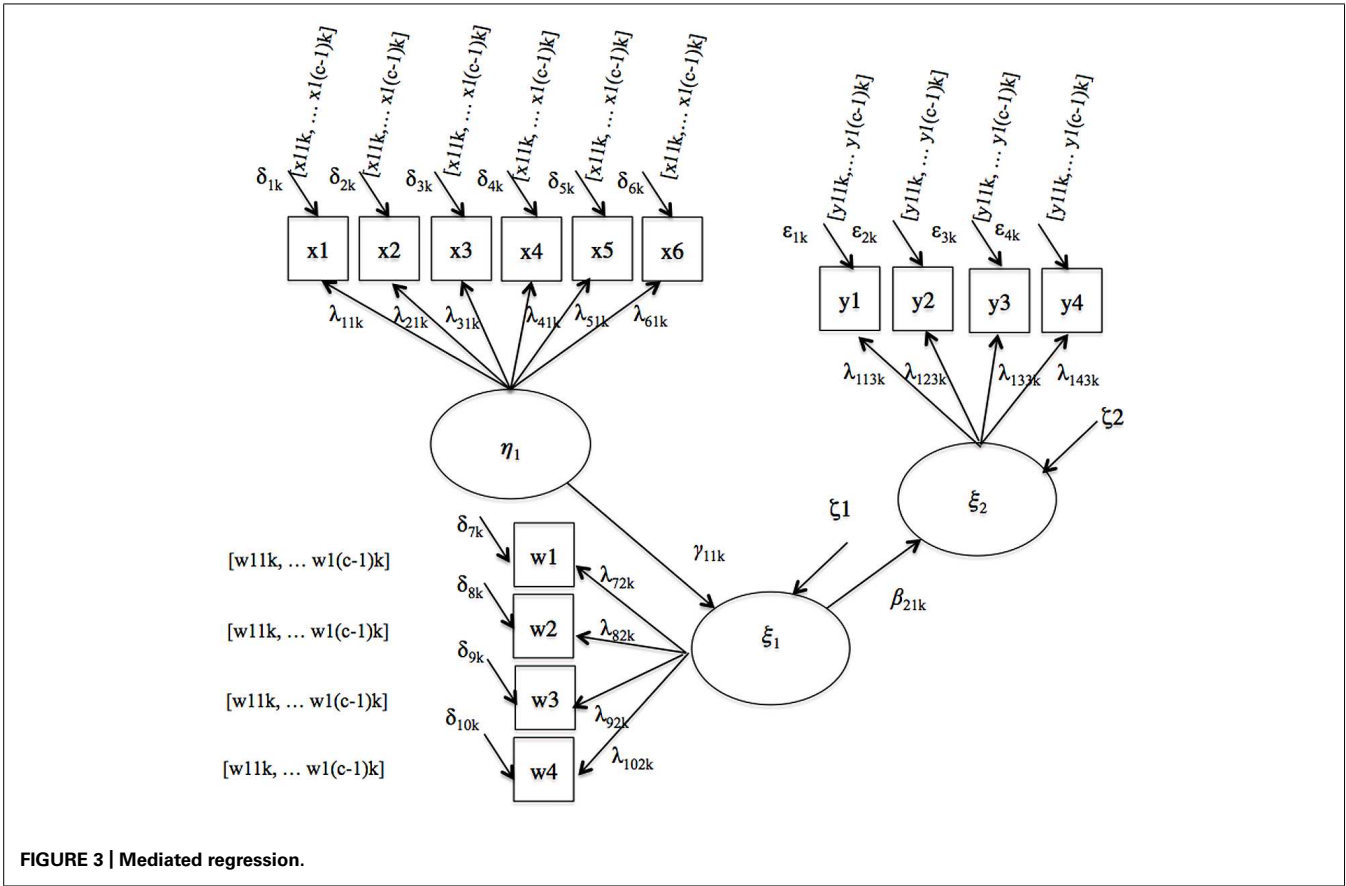 [x11k, … x1(c-1)k]
[x11k,… x1(c-1)k]
[x11k, … x1(c-1)k]
[x11k, … x1(c-1)k]
[x11k, … x1(c-1)k]
[x11k,… x1(c-1)k]
δ1k
δ2k
δ3k
δ4k
δ5k
δ6k
x1
x2
x3
x4
x5
x6
λ11k
λ21k
λ31k
λ41k
λ51k
λ61k
η1
[y11k,… y1(c-1)k]
[y11k, … y1(c-1)k]
[y11k, … y1(c-1)k]
[y11k, … y1(c-1)k]
ε1k
ε2k
ε3k
ε4k
y1
y2
y3
y4
λ113k
λ123k
λ133k
λ143k
ζ2
ξ2
ζ1
γ11k
β21k
ξ1
[w11k, … w1(c-1)k]
δ7k
w1
λ72k
[w11k, … w1(c-1)k]
δ8k
w2
λ82k
[w11k, … w1(c-1)k]
δ9k
w3
λ92k
[w11k, … w1(c-1)k]
δ10k
w4
λ102k
FIGURE 3 | Mediated regression.